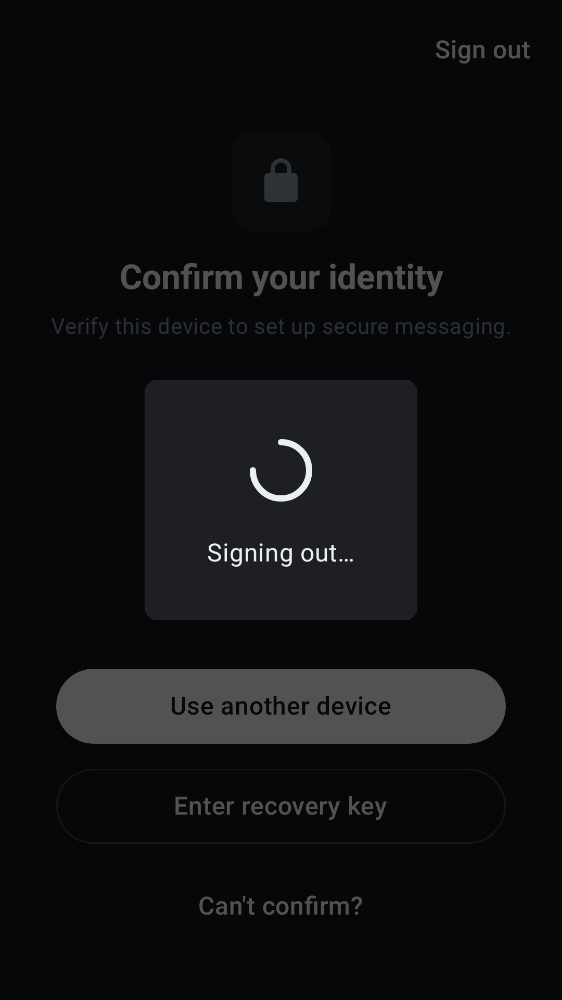 Sign out
Confirm your identity
Verify this device to set up secure messaging.
Signing out…
Use another device
Enter recovery key
Can't confirm?